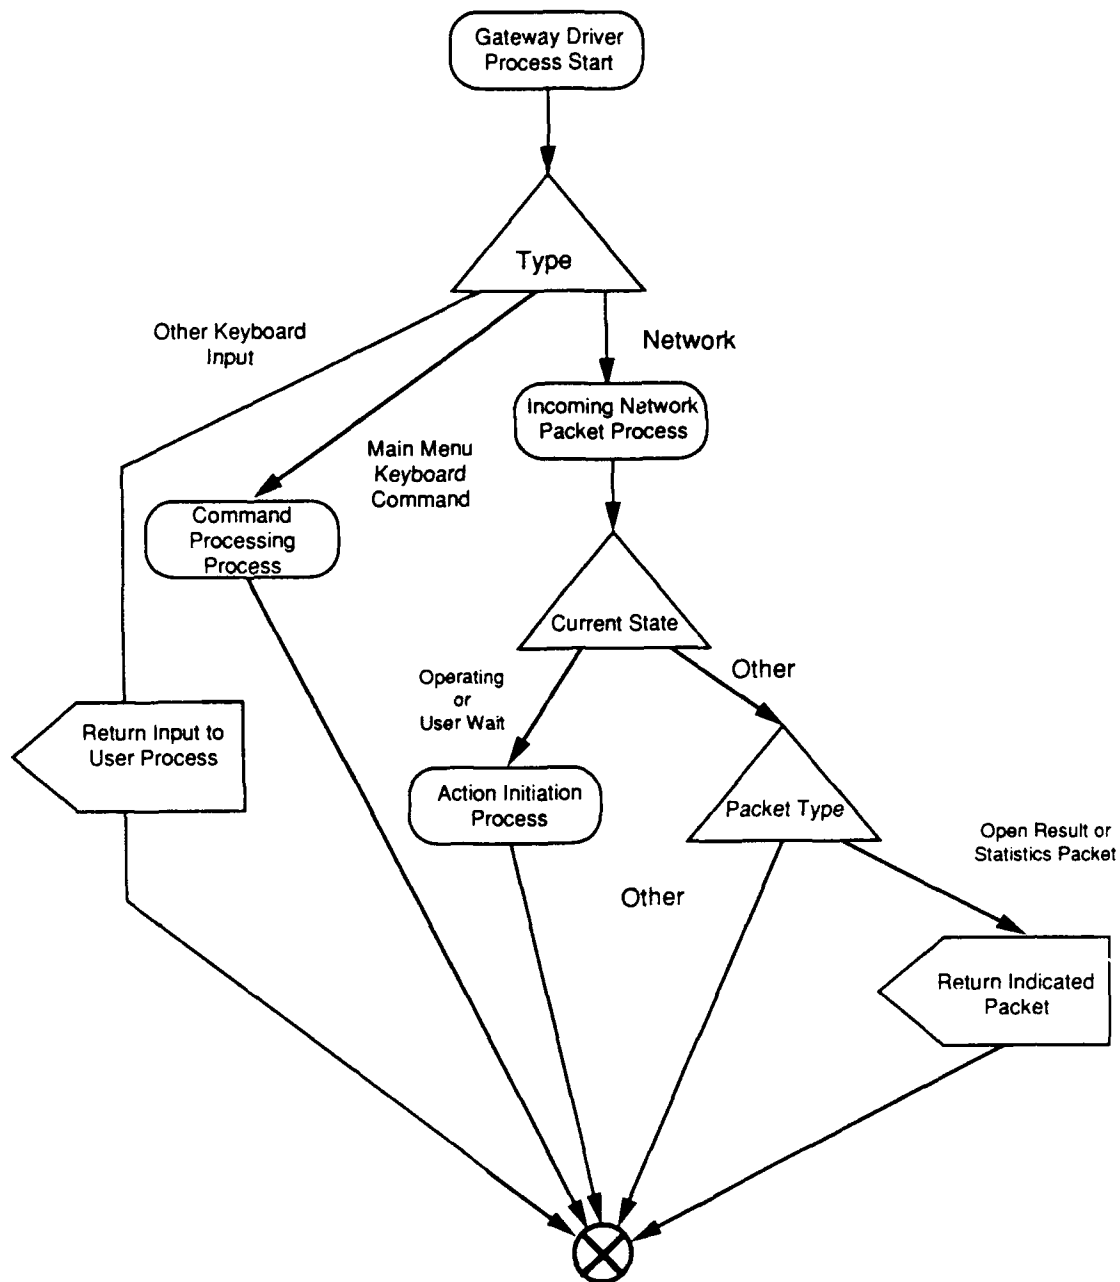 Gateway Driver
Process Start
Type
Other Keyboard
Input
Network
Incoming Network
Packet Process
Main Menu
Keyboard
Command
Command
Processing
Process
Current State
Operating
or
User Wait
Other
Return Input to
User Process
Action Initiation
Process
Packet Type
Open Result or
Statistics Packet
Other
Return Indicated
Packet